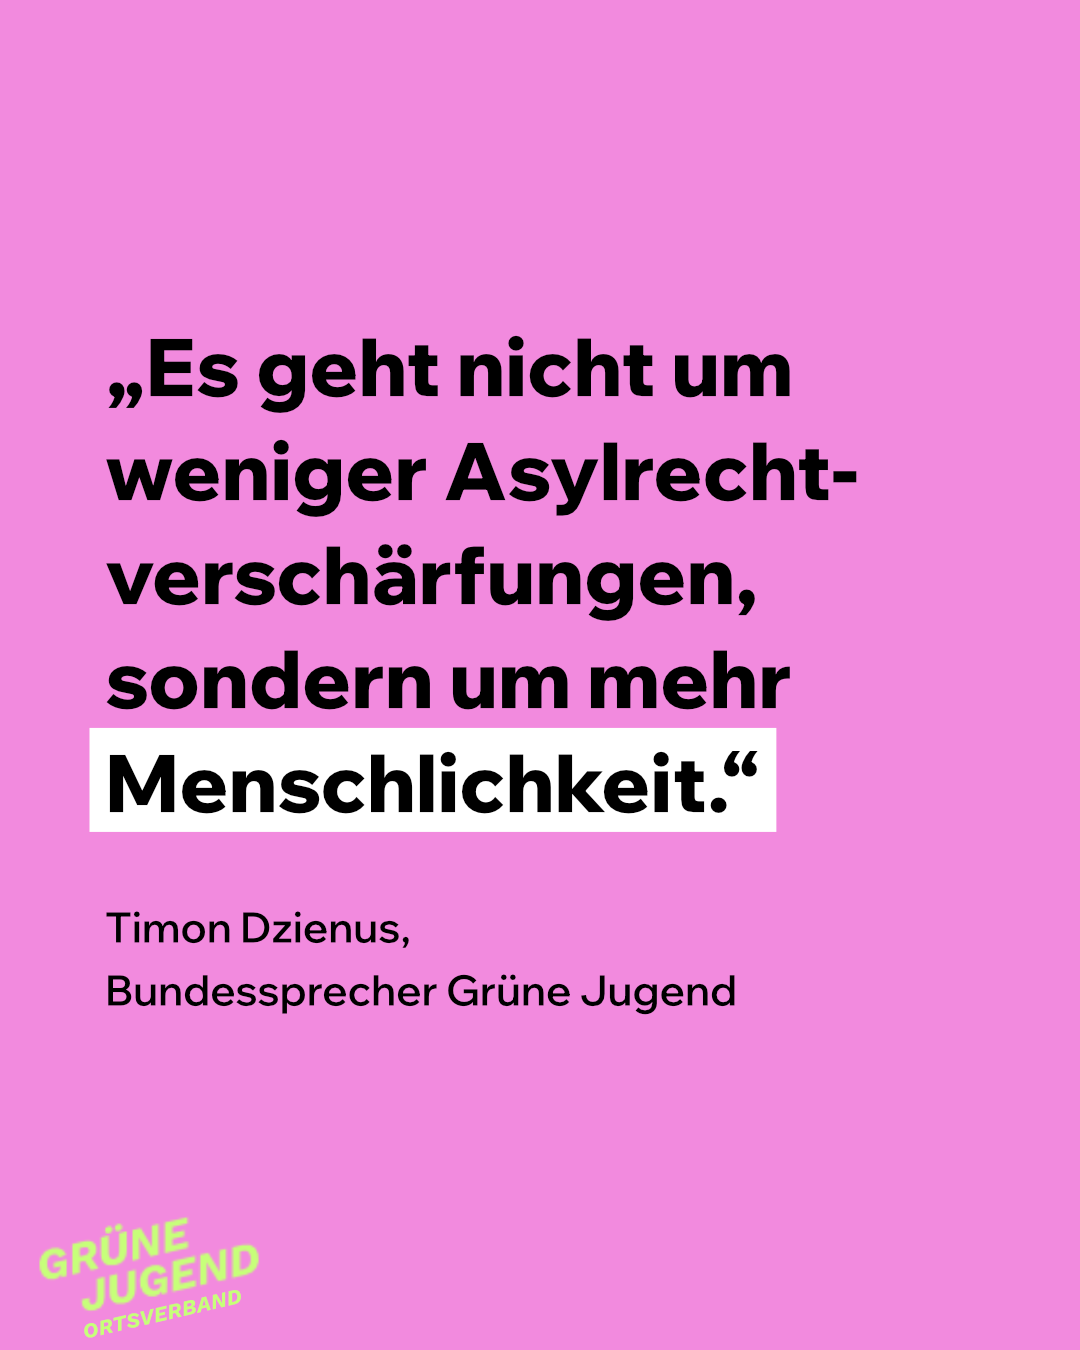 „Es geht nicht um
weniger Asylrecht-
verschärfungen,
sondern um mehr
Menschlichkeit.“
Timon Dzienus,
Bundessprecher Grüne Jugend
GRÜNE
JUGEND
ORTSVERBAND